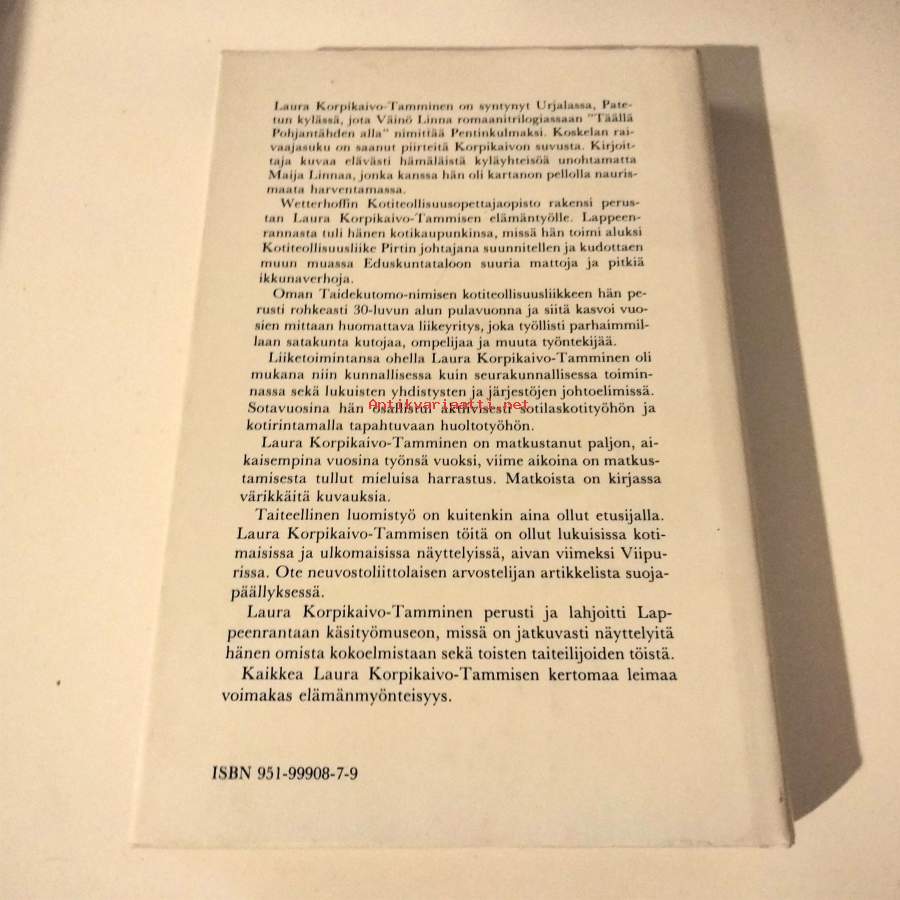 Laura Korpikaivo-Tamminen on syntynyt Urjalassa, Pate-
tun kylässä, jota Väinö Linna romaanitrilogiassaan "Täällä
Pohjantähden alla" nimittää Pentinkulmaksi. Koskelan rai-
vaajasuku on saanut piirteitä Korpikaivon suvusta. Kirjoit-
taja kuvaa elävästi hämäläistä kyläyhteisöä unohtamatta
Maija Linnaa, jonka kanssa hän oli kartanon pellolla nauris-
maata harventamassa.
Wetterhoffin Kotiteollisuusopettajaopisto rakensi perus-
tan Laura Korpikaivo-Tammisen elämäntyölle. Lappeen-
rannasta tuli hänen kotikaupunkinsa, missä hän toimi aluksi
Kotiteollisuusliike Pirtin johtajana suunnitellen ja kudottaen
muun muassa Eduskuntataloon suuria mattoja ja pitkiä
ikkunaverhoja.
Oman Taidekutomo-nimisen kotiteollisuusliikkeen hän pe-
rusti rohkeasti 30-luvun alun pulavuonna ja siitä kasvoi vuo-
sien mittaan huomattava liikeyritys, joka työllisti parhaimmil-
laan satakunta kutojaa, ompelijaa ja muuta työntekijää.
Liiketoimintansa ohella Laura Korpikaivo-Tamminen oli
mukana niin kunnallisessa kuin seurakunnallisessa toimin-
nassa sekä lukuisten yhdistysten ja järjestöjen johtoelimissä.
Sotavuosina hän osallistui aktiivisesti sotilaskotityöhön ja
Antikvariaatti.net
kotirintamalla tapahtuvaan huoltotyöhön.
Laura Korpikaivo-Tamminen on matkustanut paljon, ai-
kaisempina vuosina työnsä vuoksi, viime aikoina on matkus-
tamisesta tullut mieluisa harrastus. Matkoista on kirjassa
värikkäitä kuvauksia.
Taiteellinen luomistyö on kuitenkin aina ollut etusijalla.
Laura Korpikaivo-Tammisen töitä on ollut lukuisissa koti-
maisissa ja ulkomaisissa näyttelyissä, aivan viimeksi Viipu-
rissa. Ote neuvostoliittolaisen arvostelijan artikkelista suoja-
päällyksessä.
Laura Korpikaivo-Tamminen perusti ja lahjoitti Lap-
peenrantaan käsityömuseon, missä on jatkuvasti näyttelyitä
hänen omista kokoelmistaan sekä toisten taiteilijoiden töistä.
Kaikkea Laura Korpikaivo-Tammisen kertomaa leimaa
voimakas elämänmyönteisyys.
ISBN 951-99908-7-9